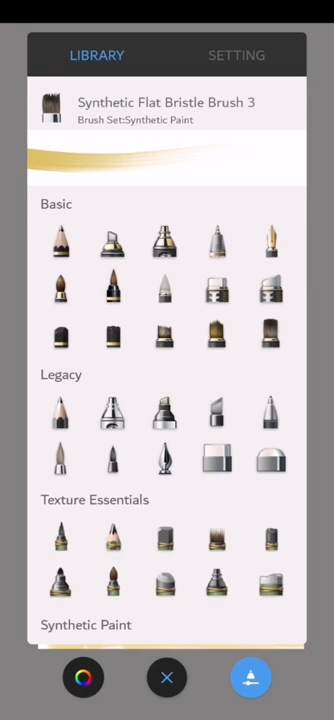 LIBRARY SETTING
Synthetic Flat Bristle Brush 3
Brush Set:Synthetic Paint
Basic
Legacy
Texture Essentials
Synthetic Paint